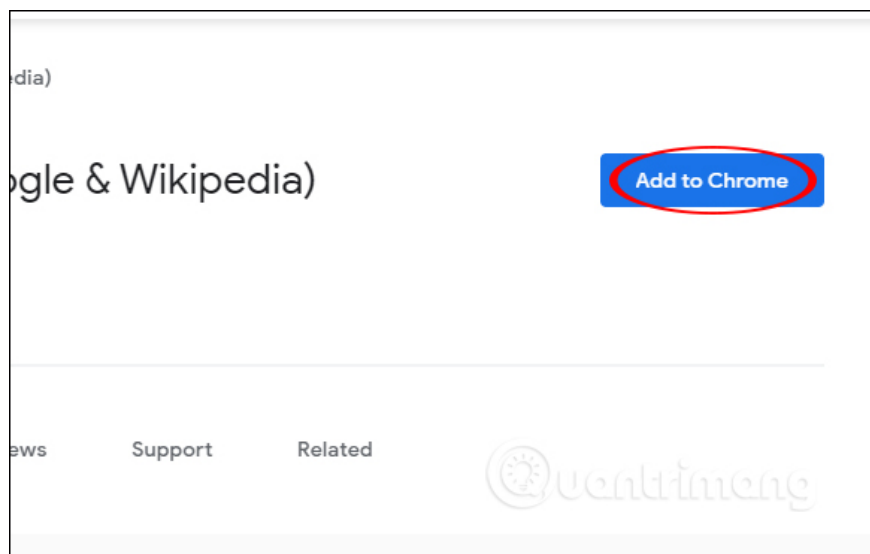 edia)
ogle & Wikipedia)
Add to Chrome
ews
Support
Related
Quantrimang